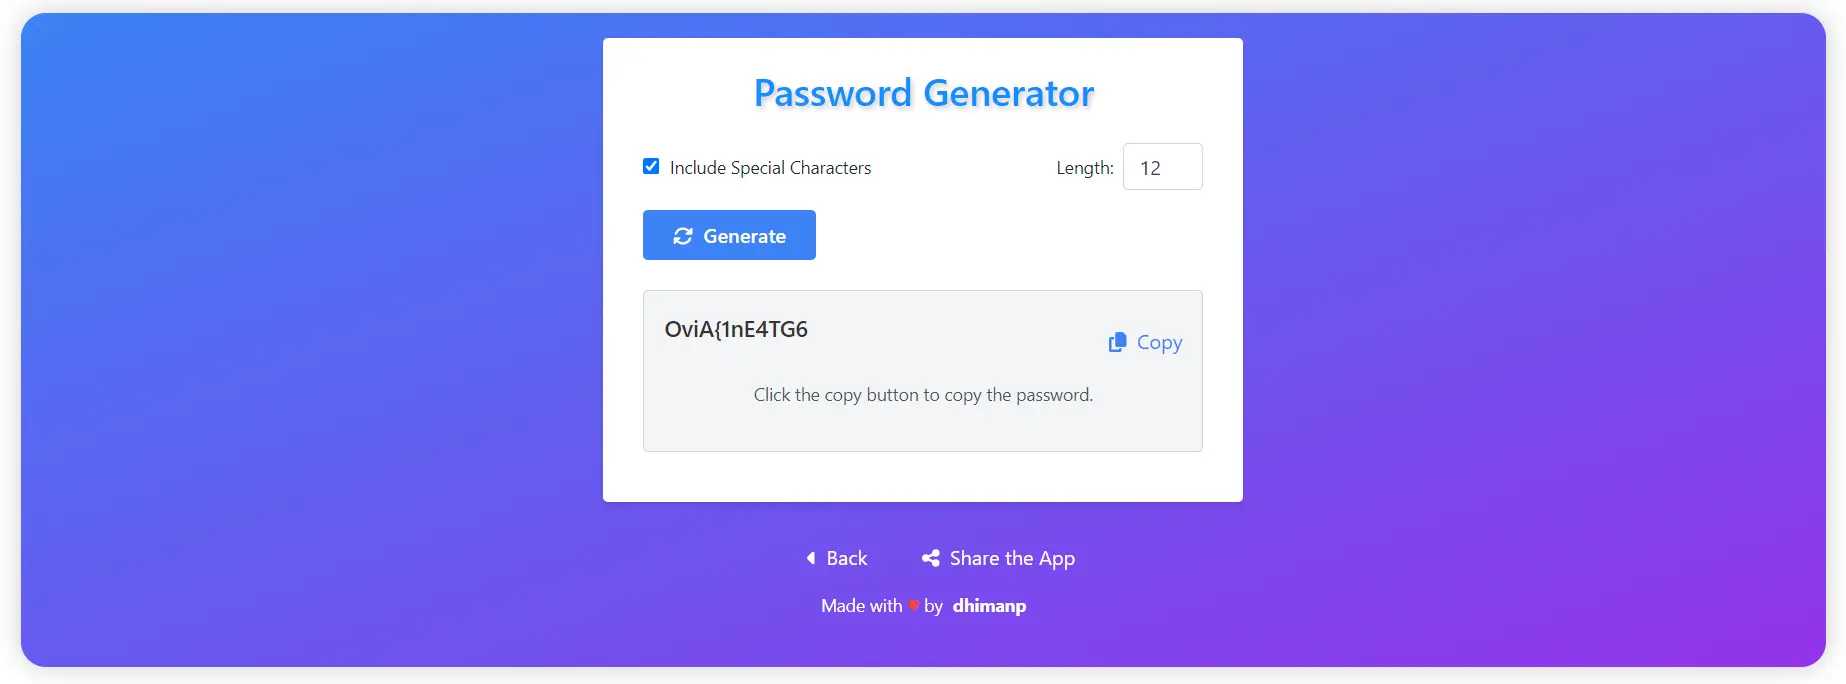 Password Generator
Include Special Characters Length: 12
Generate
OviA{1nE4TG6
Copy
Click the copy button to copy the password.
Back Share the App
Made with ♥ by dhimanp